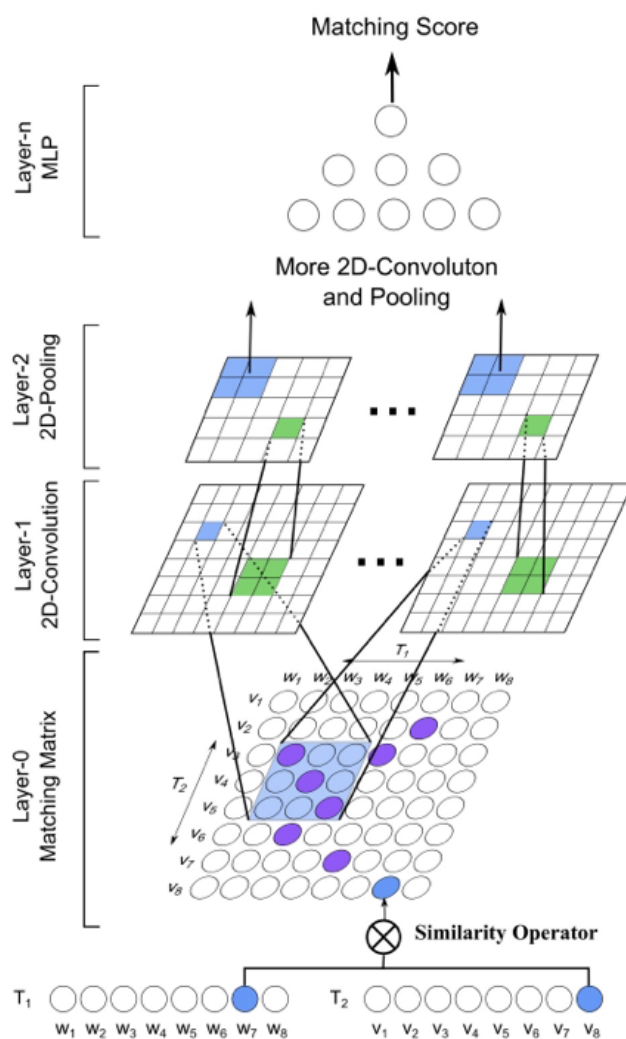 Matching Score
Layer-n
MLP
More 2D-Convoluton
and Pooling
Layer-2
2D-Pooling
...
...
Layer-1
2D-Convolution
Layer-0
Matching Matrix
T1
w1 w2 w3 w4 w5 w6 w7 w8
T2
v1
v2
v3
v4
v5
v6
v7
v8
Similarity Operator
T1
w1 w2 w3 w4 w5 w6 w7 w8
T2
v1 v2 v3 v4 v5 v6 v7 v8